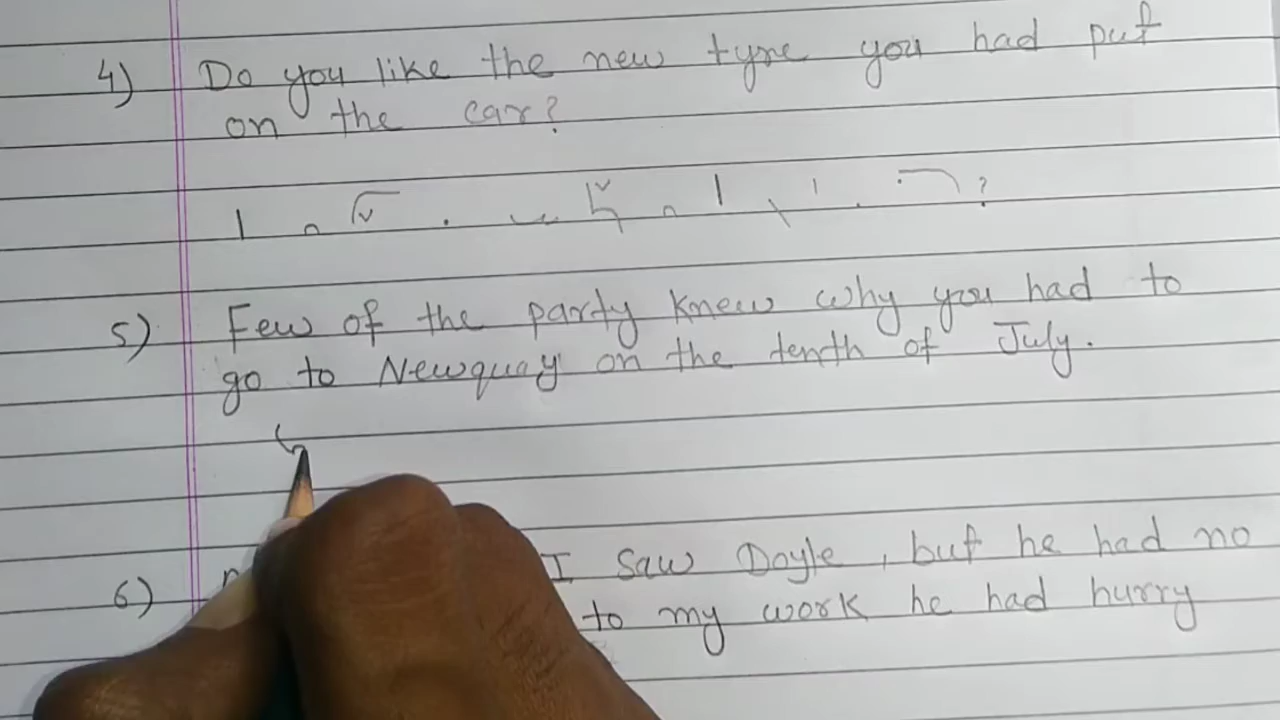 4) Do you like the new tyre you had put
on the car?
5) Few of the party knew why you had to
go to Newquay on the tenth of July.
6) I saw Doyle, but he had no
to my work he had hurry